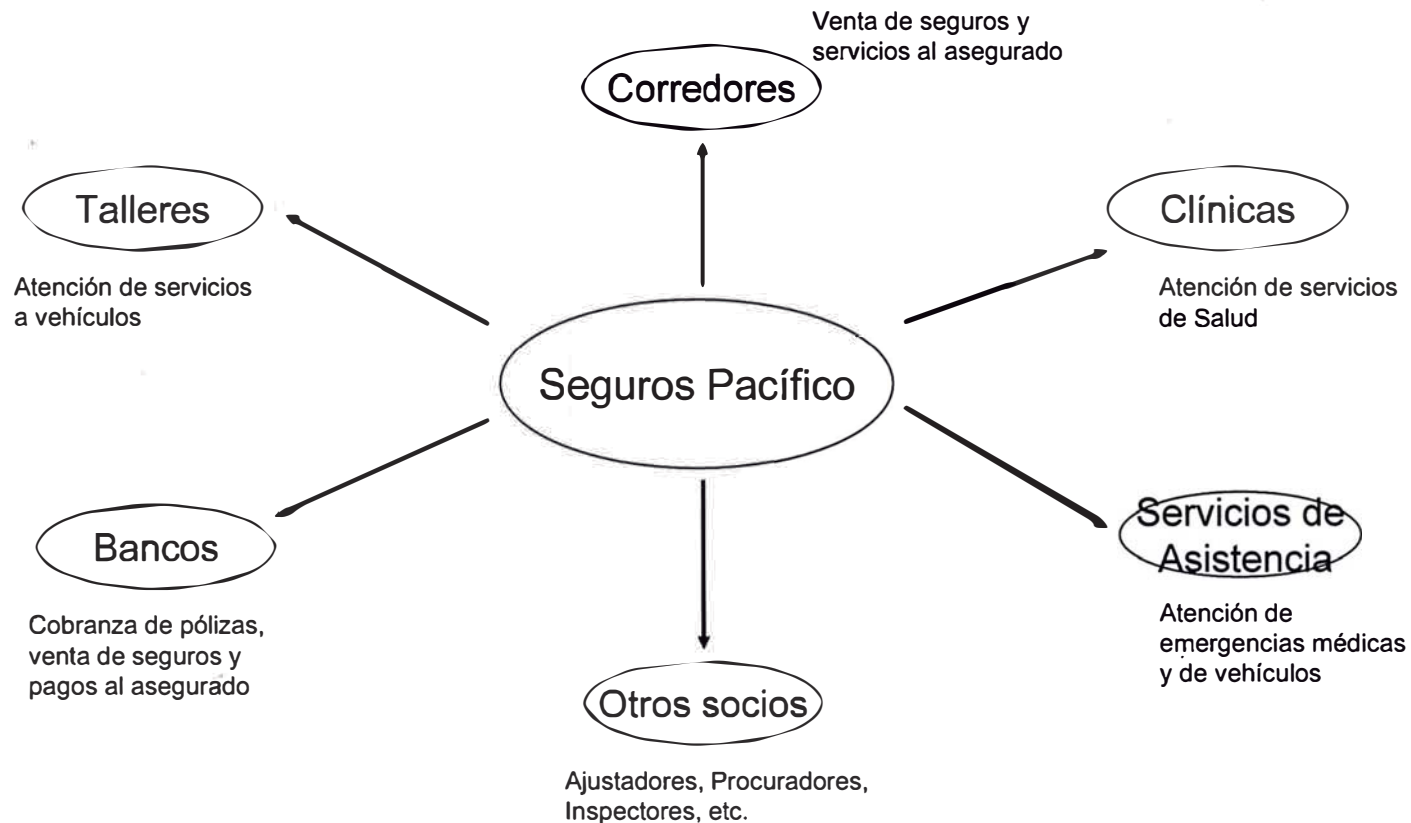 Venta de seguros y
servicios al asegurado
Corredores
Talleres
Atención de servicios
a vehículos
Clínicas
Atención de servicios
de Salud
Seguros Pacífico
Bancos
Cobranza de pólizas,
venta de seguros y
pagos al asegurado
Servicios de
Asistencia
Atención de
emergencias médicas
y de vehículos
Otros socios
Ajustadores, Procuradores,
Inspectores, etc.